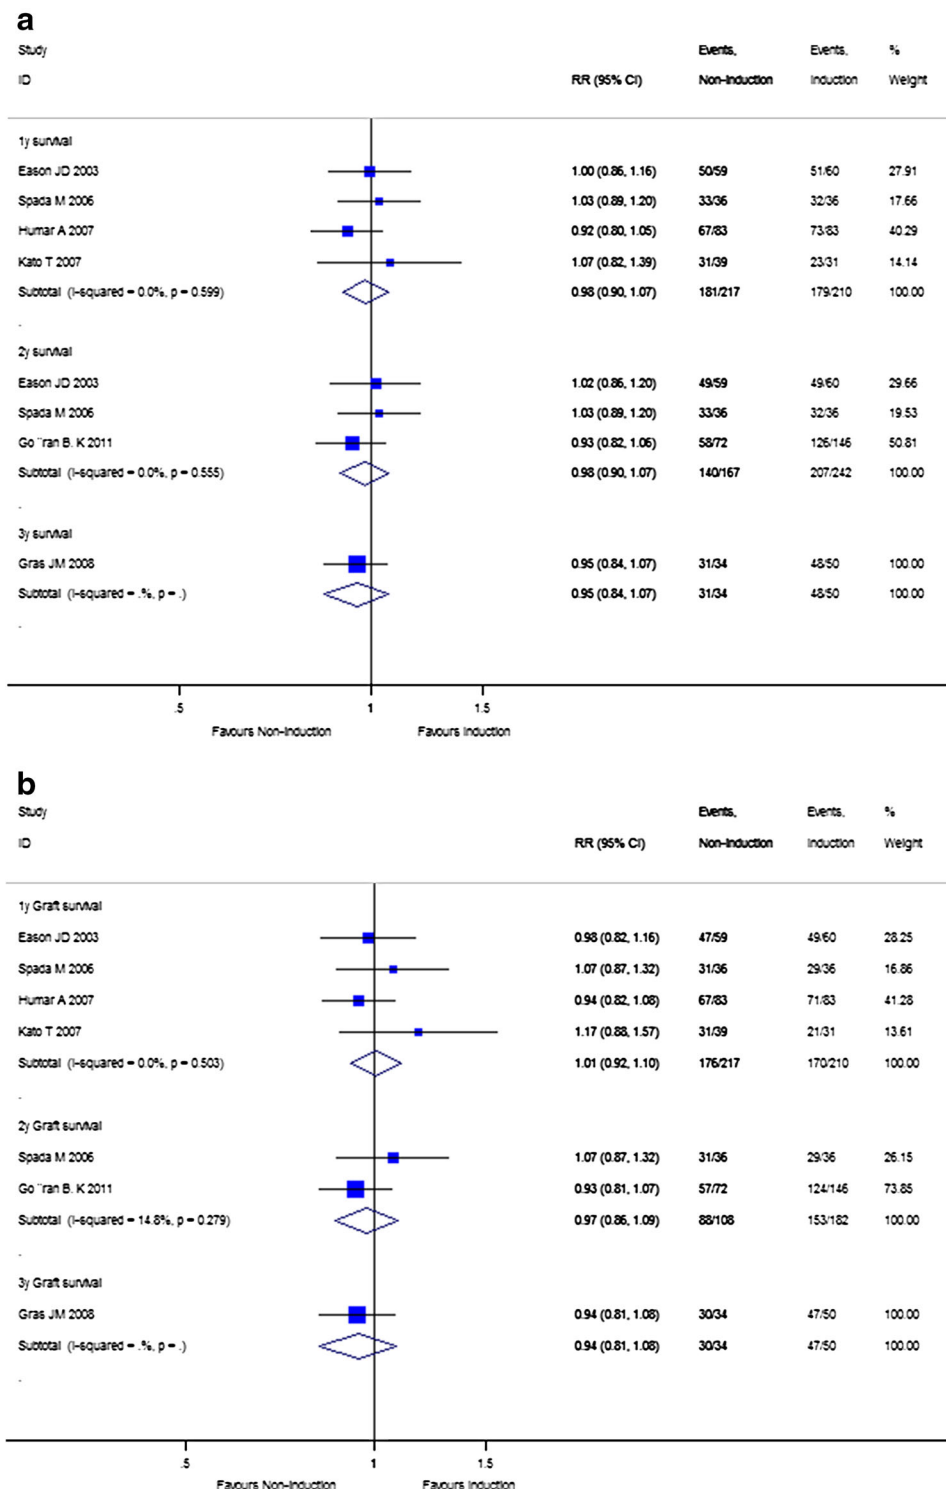 a
Study Events, Events, %
ID RR (95% CI) Non-Induction Induction Weight
1y survival
Eason JD 2003 1.00 (0.86, 1.16) 50/59 51/60 27.91
Spada M 2006 1.03 (0.89, 1.20) 33/36 32/36 17.66
Humar A 2007 0.92 (0.80, 1.05) 67/83 73/83 40.29
Kato T 2007 1.07 (0.82, 1.39) 31/39 23/31 14.14
Subtotal (I-squared = 0.0%, p = 0.599) 0.98 (0.90, 1.07) 181/217 179/210 100.00
.
2y survival
Eason JD 2003 1.02 (0.86, 1.20) 49/59 49/60 29.66
Spada M 2006 1.03 (0.89, 1.20) 33/36 32/36 19.53
Go ¨ran B. K 2011 0.93 (0.82, 1.06) 58/72 126/146 50.81
Subtotal (I-squared = 0.0%, p = 0.555) 0.98 (0.90, 1.07) 140/167 207/242 100.00
.
3y survival
Gras JM 2008 0.95 (0.84, 1.07) 31/34 48/50 100.00
Subtotal (I-squared = .%, p = .) 0.95 (0.84, 1.07) 31/34 48/50 100.00
.
.5 1 1.5
Favours Non-Induction Favours Induction
b
Study Events, Events, %
ID RR (95% CI) Non-Induction Induction Weight
1y Graft survival
Eason JD 2003 0.98 (0.82, 1.16) 47/59 49/60 28.25
Spada M 2006 1.07 (0.87, 1.32) 31/36 29/36 16.86
Humar A 2007 0.94 (0.82, 1.08) 67/83 71/83 41.28
Kato T 2007 1.17 (0.88, 1.57) 31/39 21/31 13.61
Subtotal (I-squared = 0.0%, p = 0.503) 1.01 (0.92, 1.10) 176/217 170/210 100.00
.
2y Graft survival
Spada M 2006 1.07 (0.87, 1.32) 31/36 29/36 26.15
Go ¨ran B. K 2011 0.93 (0.81, 1.07) 57/72 124/146 73.85
Subtotal (I-squared = 14.8%, p = 0.279) 0.97 (0.86, 1.09) 88/108 153/182 100.00
.
3y Graft survival
Gras JM 2008 0.94 (0.81, 1.08) 30/34 47/50 100.00
Subtotal (I-squared = .%, p = .) 0.94 (0.81, 1.08) 30/34 47/50 100.00
.
.5 1 1.5
Favours Non-Induction Favours Induction